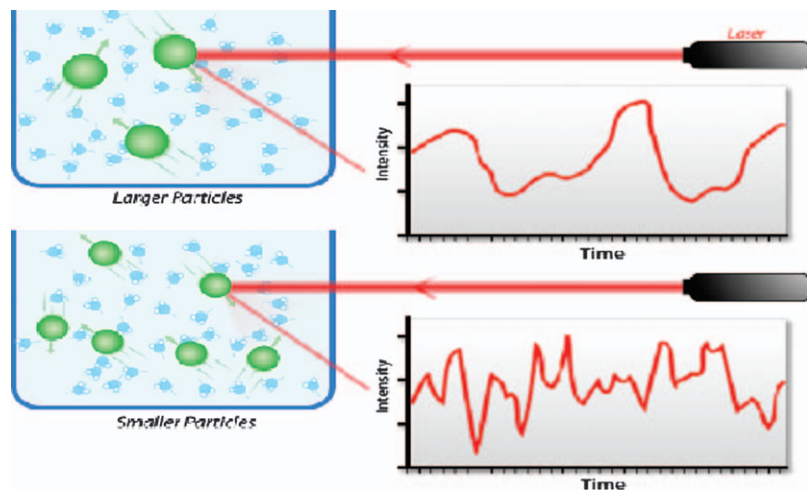 Laser
Intensity
Larger Particles
Time
Intensity
Smaller Particles
Time